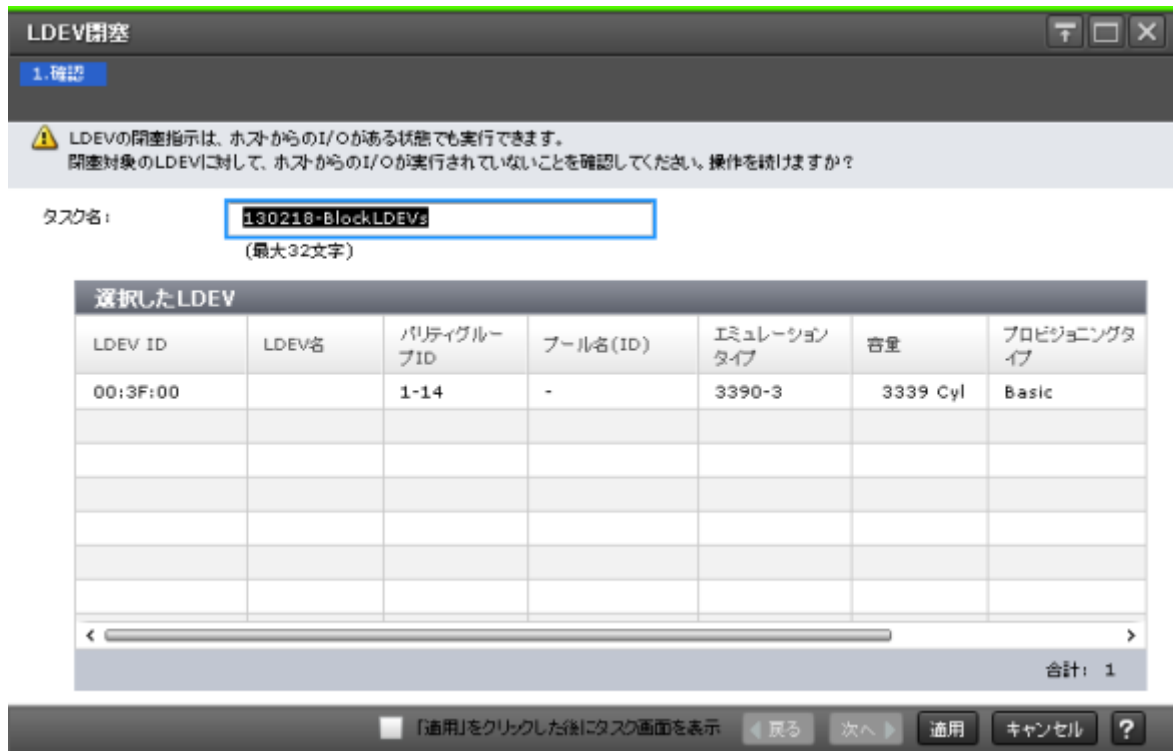 LDEV閉塞
1.確認
LDEVの閉塞指示は、ホストからのI/Oがある状態でも実行できます。
閉塞対象のLDEVに対して、ホストからのI/Oが実行されていないことを確認してください。操作を続けますか？
タスク名： 130218-BlockLDEVs
(最大32文字)
選択したLDEV
LDEV ID LDEV名 パリティグルー プール名(ID) エミュレーション 容量 プロビジョニングタ
プID タイプ イプ
00:3F:00 1-14 - 3390-3 3339 Cyl Basic
合計： 1
「適用」をクリックした後にタスク画面を表示 戻る 次へ 適用 キャンセル ?